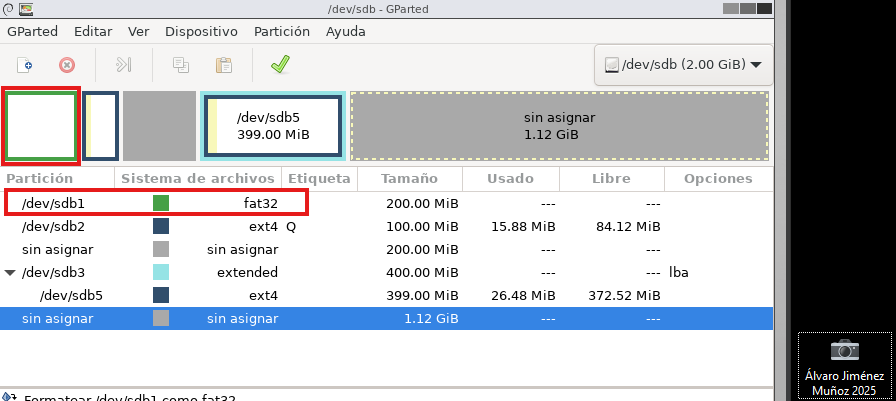 /dev/sdb - GParted
GParted Editar Ver Dispositivo Partición Ayuda
/dev/sdb (2.00 GiB)
/dev/sdb5
399.00 MiB
sin asignar
1.12 GiB
Partición Sistema de archivos Etiqueta Tamaño Usado Libre Opciones
/dev/sdb1 fat32 200.00 MiB --- ---
/dev/sdb2 ext4 Q 100.00 MiB 15.88 MiB 84.12 MiB
sin asignar sin asignar 200.00 MiB --- ---
/dev/sdb3 extended 400.00 MiB --- --- lba
/dev/sdb5 ext4 399.00 MiB 26.48 MiB 372.52 MiB
sin asignar sin asignar 1.12 GiB --- ---
Formatear /dev/sdb1 como fat32
Álvaro Jiménez
Muñoz 2025